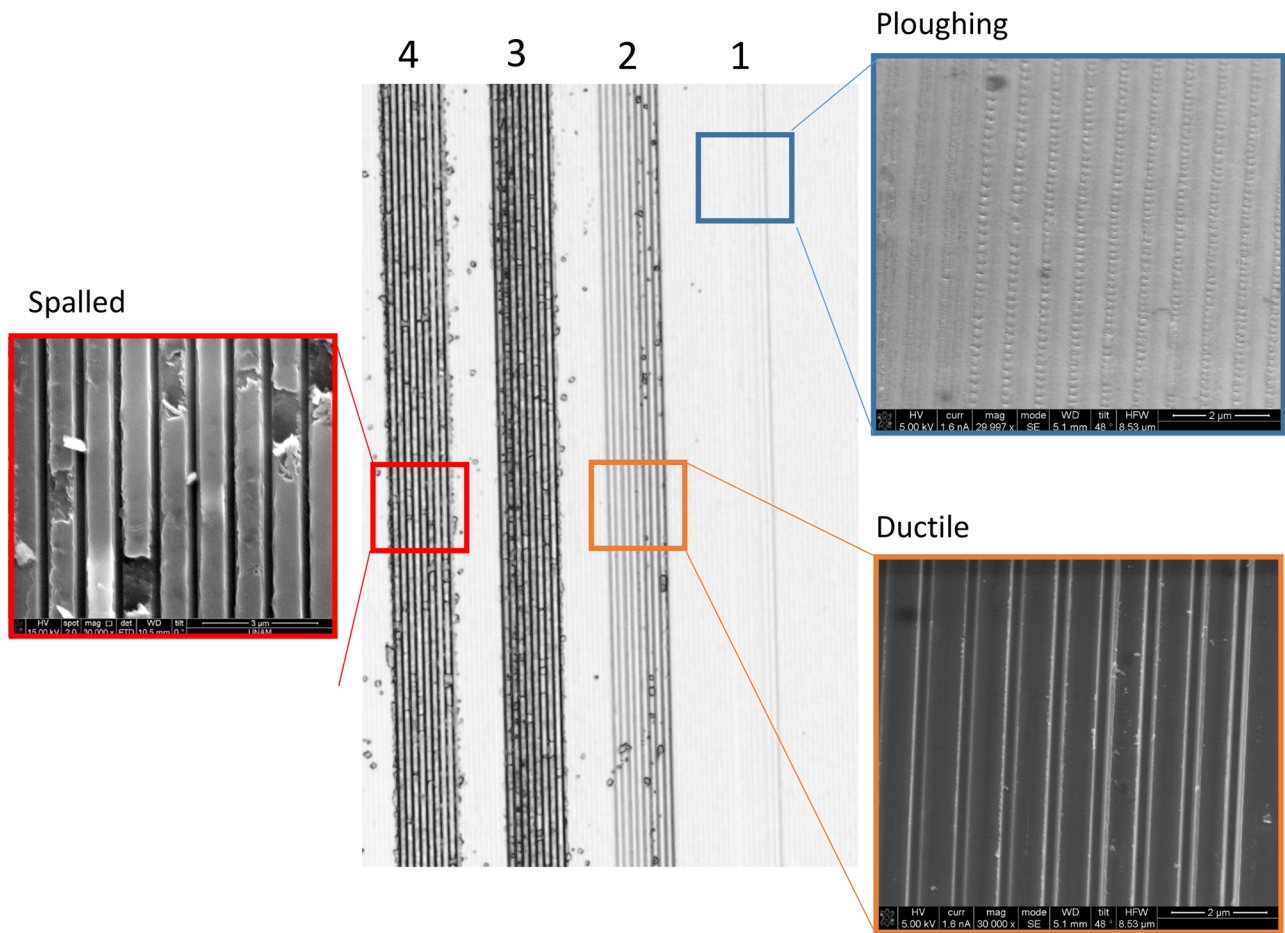 Ploughing
4 3 2 1
HV curr mag mode WD tilt HFW 2 µm
5.00 kV 1.6 nA 29 997 x SE 5.1 mm 48 ° 8.53 µm
Spalled
HV spot mag □ det WD tilt 3 µm
15.00 kV 2.0 30 000 x ETD 10.5 mm 0 ° UNAM
Ductile
HV curr mag mode WD tilt HFW 2 µm
5.00 kV 1.6 nA 30 000 x SE 5.1 mm 48 ° 8.53 µm